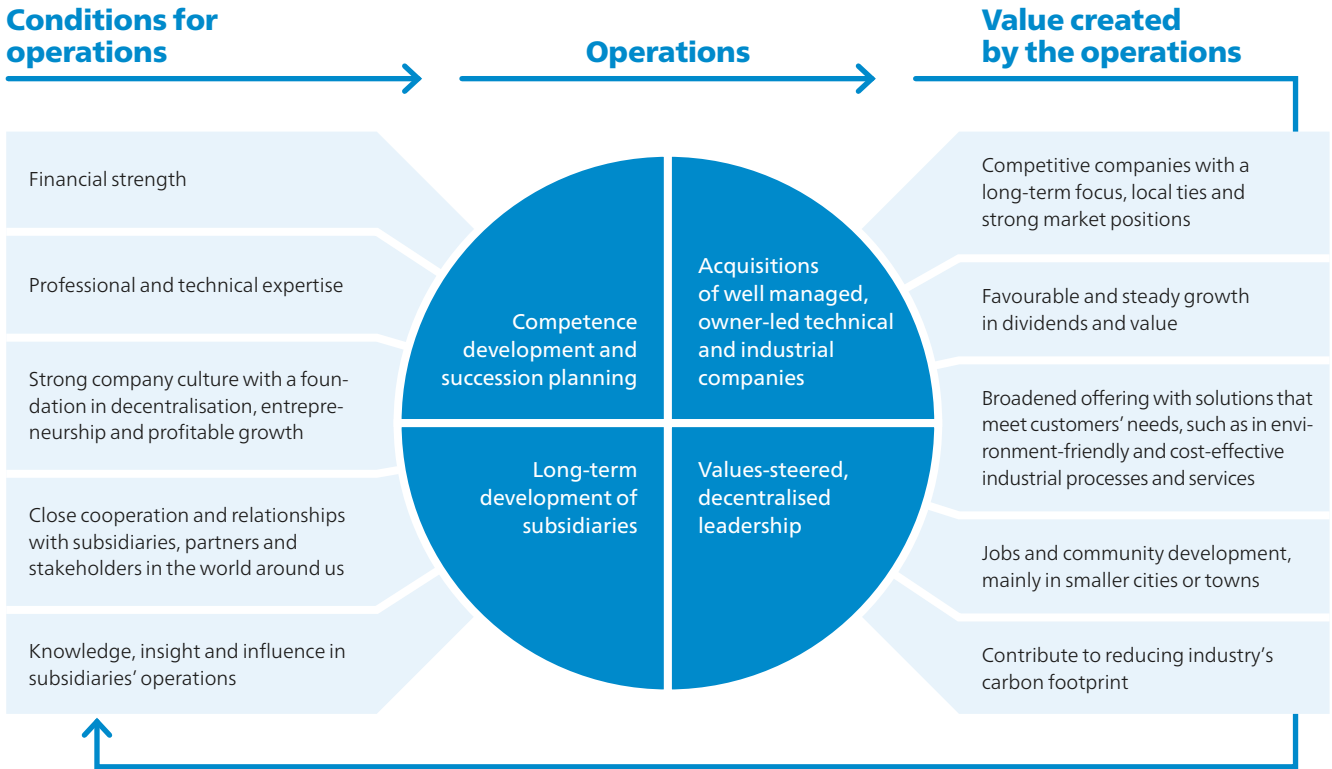 Conditions for
operations
Operations
Value created
by the operations
Financial strength
Professional and technical expertise
Strong company culture with a foun-
dation in decentralisation, entrepre-
neurship and profitable growth
Close cooperation and relationships
with subsidiaries, partners and
stakeholders in the world around us
Knowledge, insight and influence in
subsidiaries’ operations
Competence
development and
succession planning
Acquisitions
of well managed,
owner-led technical
and industrial
companies
Long-term
development of
subsidiaries
Values-steered,
decentralised
leadership
Competitive companies with a
long-term focus, local ties and
strong market positions
Favourable and steady growth
in dividends and value
Broadened offering with solutions that
meet customers’ needs, such as in envi-
ronment-friendly and cost-effective
industrial processes and services
Jobs and community development,
mainly in smaller cities or towns
Contribute to reducing industry’s
carbon footprint